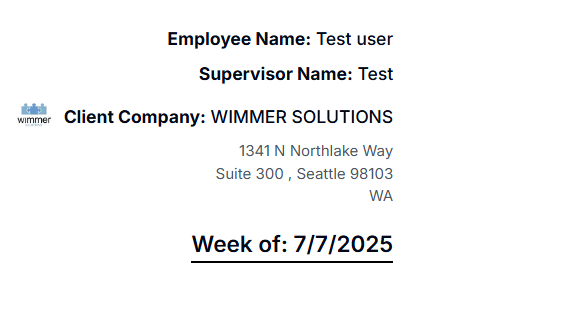 Employee Name: Test user
Supervisor Name: Test
wimmer
Client Company: WIMMER SOLUTIONS
1341 N Northlake Way
Suite 300 , Seattle 98103
WA
Week of: 7/7/2025